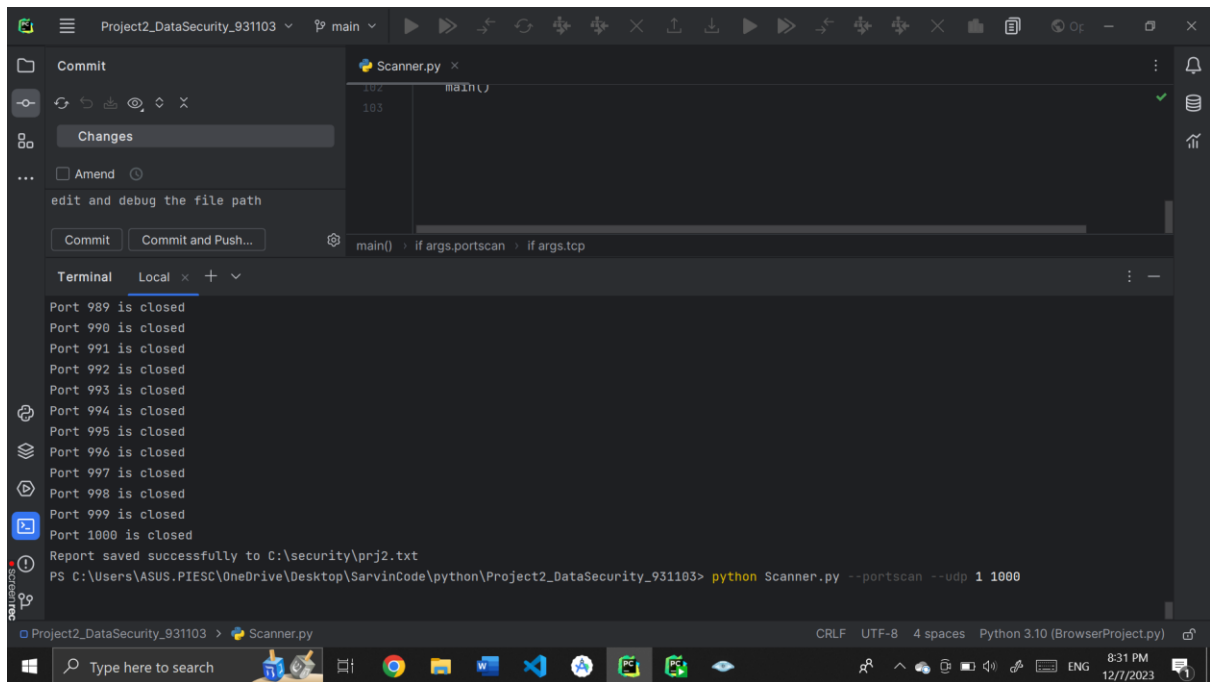 Project2_DataSecurity_931103 main
Commit
Scanner.py
102 main()
103
Changes
Amend
edit and debug the file path
Commit Commit and Push...
main() › if args.portscan › if args.tcp
Terminal Local
Port 989 is closed
Port 990 is closed
Port 991 is closed
Port 992 is closed
Port 993 is closed
Port 994 is closed
Port 995 is closed
Port 996 is closed
Port 997 is closed
Port 998 is closed
Port 999 is closed
Port 1000 is closed
Report saved successfully to C:\security\prj2.txt
PS C:\Users\ASUS.PIESC\OneDrive\Desktop\SarvinCode\python\Project2_DataSecurity_931103> python Scanner.py --portscan --udp 1 1000
screenrec
Project2_DataSecurity_931103 › Scanner.py CRLF UTF-8 4 spaces Python 3.10 (BrowserProject.py)
Type here to search ENG 8:31 PM
12/7/2023
1